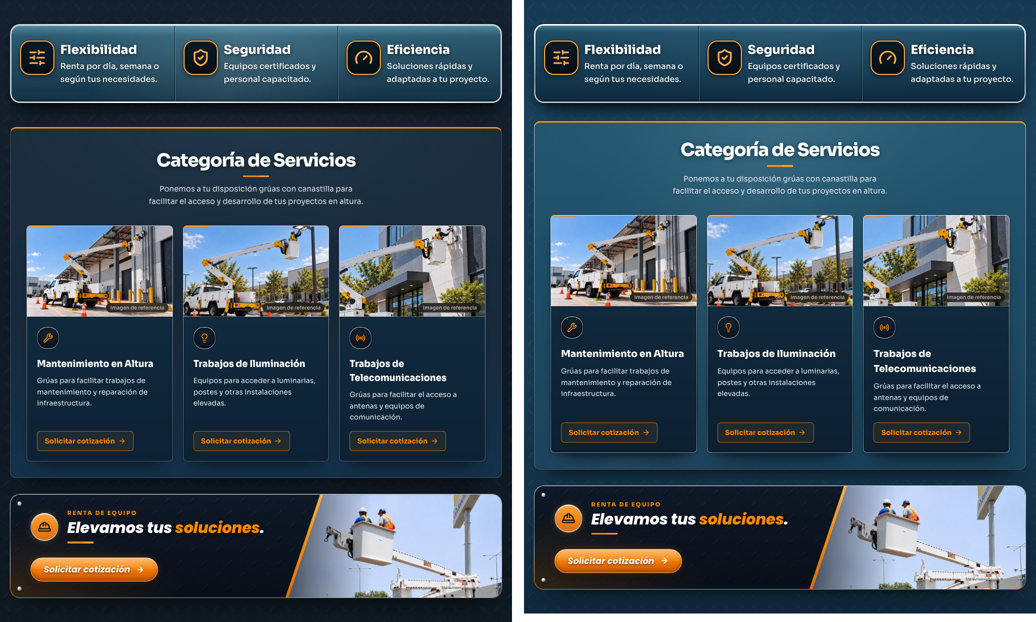 Flexibilidad
Renta por día, semana o
según tus necesidades.
Seguridad
Equipos certificados y
personal capacitado.
Eficiencia
Soluciones rápidas y
adaptadas a tu proyecto.
Categoría de Servicios
Ponemos a tu disposición grúas con canastilla para
facilitar el acceso y desarrollo de tus proyectos en altura.
Imagen de referencia
Imagen de referencia
Imagen de referencia
Mantenimiento en Altura
Grúas para facilitar trabajos de
mantenimiento y reparación de
infraestructura.
Solicitar cotización →
Trabajos de Iluminación
Equipos para acceder a luminarias,
postes y otras instalaciones
elevadas.
Solicitar cotización →
Trabajos de
Telecomunicaciones
Grúas para facilitar el acceso a
antenas y equipos de
comunicación.
Solicitar cotización →
RENTA DE EQUIPO
Elevamos tus soluciones.
Solicitar cotización →
Flexibilidad
Renta por día, semana o
según tus necesidades.
Seguridad
Equipos certificados y
personal capacitado.
Eficiencia
Soluciones rápidas y
adaptadas a tu proyecto.
Categoría de Servicios
Ponemos a tu disposición grúas con canastilla para
facilitar el acceso y desarrollo de tus proyectos en altura.
Imagen de referencia
Imagen de referencia
Imagen de referencia
Mantenimiento en Altura
Grúas para facilitar trabajos de
mantenimiento y reparación de
infraestructura.
Solicitar cotización →
Trabajos de Iluminación
Equipos para acceder a luminarias,
postes y otras instalaciones
elevadas.
Solicitar cotización →
Trabajos de
Telecomunicaciones
Grúas para facilitar el acceso a
antenas y equipos de
comunicación.
Solicitar cotización →
RENTA DE EQUIPO
Elevamos tus soluciones.
Solicitar cotización →